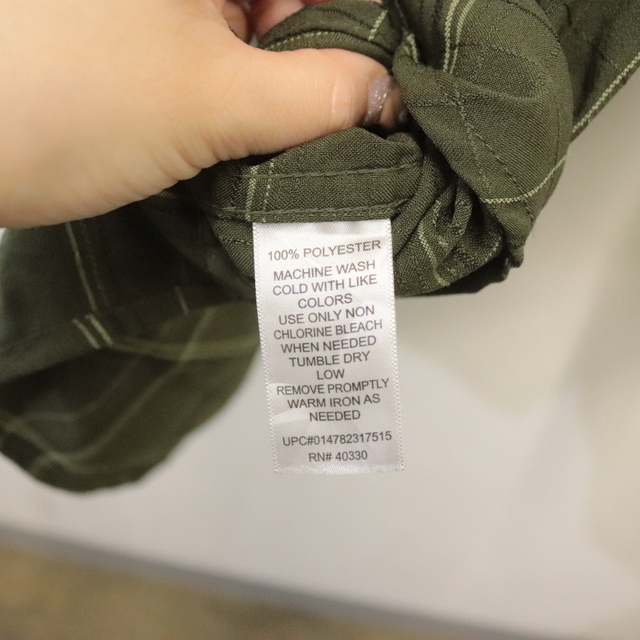 100% POLYESTER
MACHINE WASH
COLD WITH LIKE
COLORS
USE ONLY NON
CHLORINE BLEACH
WHEN NEEDED
TUMBLE DRY
LOW
REMOVE PROMPTLY
WARM IRON AS
NEEDED
UPC#014782317515
RN# 40330